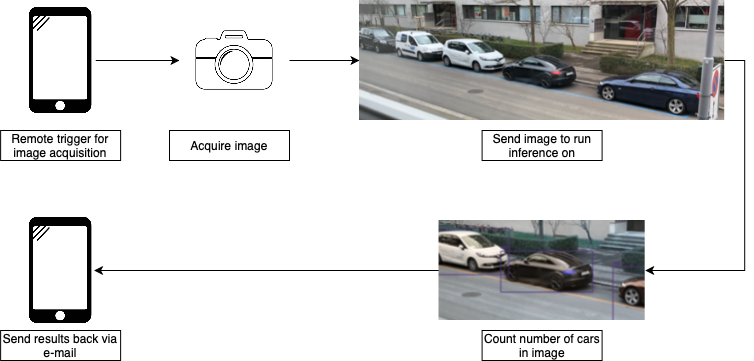 Remote trigger for
image acquisition
Acquire image
Send image to run
inference on
Send results back via
e-mail
Count number of cars
in image